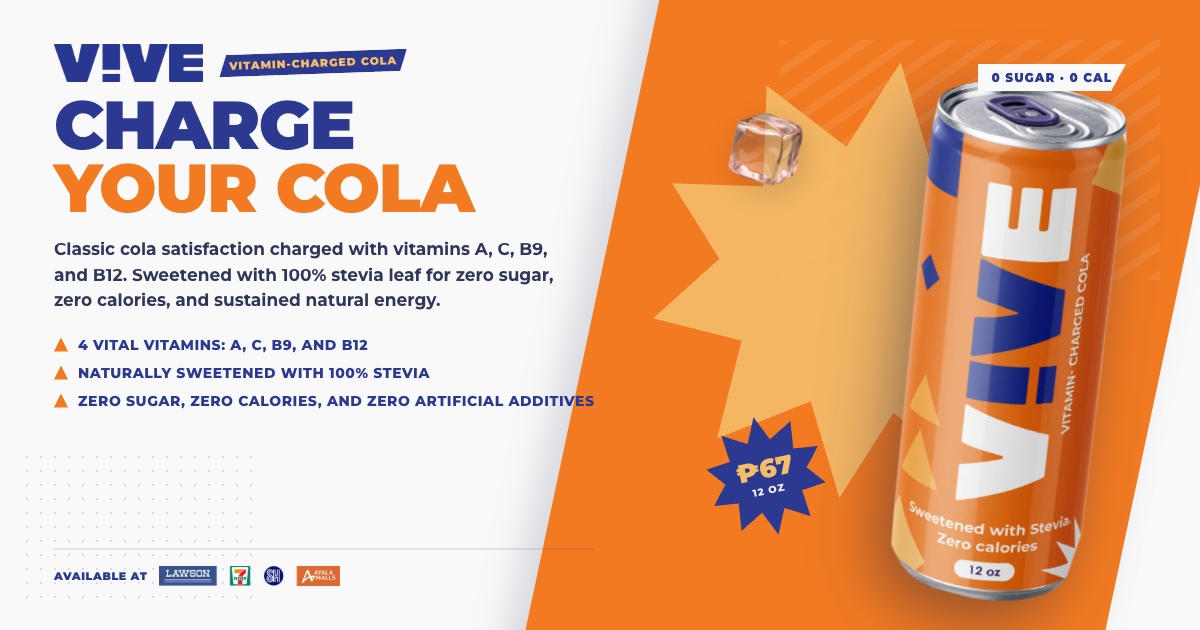 V!VE
VITAMIN-CHARGED COLA
CHARGE
YOUR COLA
Classic cola satisfaction charged with vitamins A, C, B9,
and B12. Sweetened with 100% stevia leaf for zero sugar,
zero calories, and sustained natural energy.
4 VITAL VITAMINS: A, C, B9, AND B12
NATURALLY SWEETENED WITH 100% STEVIA
ZERO SUGAR, ZERO CALORIES, AND ZERO ARTIFICIAL ADDITIVES
AVAILABLE AT
LAWSON
7
ELEVEN
SM
AYALA
MALLS
0 SUGAR · 0 CAL
ViVE
VITAMIN- CHARGED COLA
Sweetened with Stevia.
Zero calories
12 oz
₱67
12 OZ